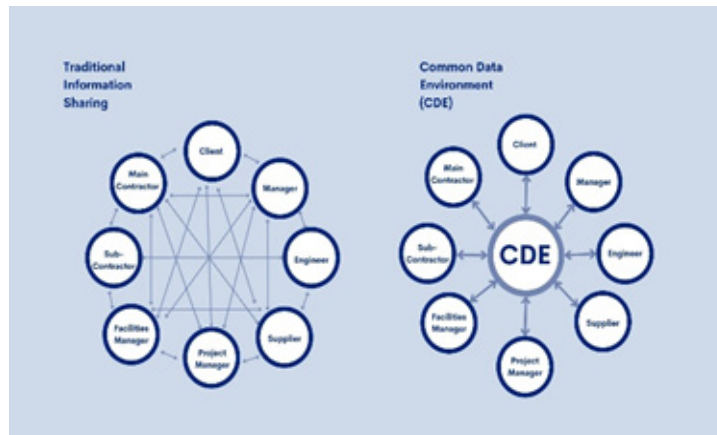 Traditional
Information
Sharing
Client
Main
Contractor
Manager
Sub-
Contractor
Engineer
Facilities
Manager
Supplier
Project
Manager
Common Data
Environment
(CDE)
Client
Main
Contractor
Manager
Sub-
Contractor
CDE
Engineer
Facilities
Manager
Supplier
Project
Manager